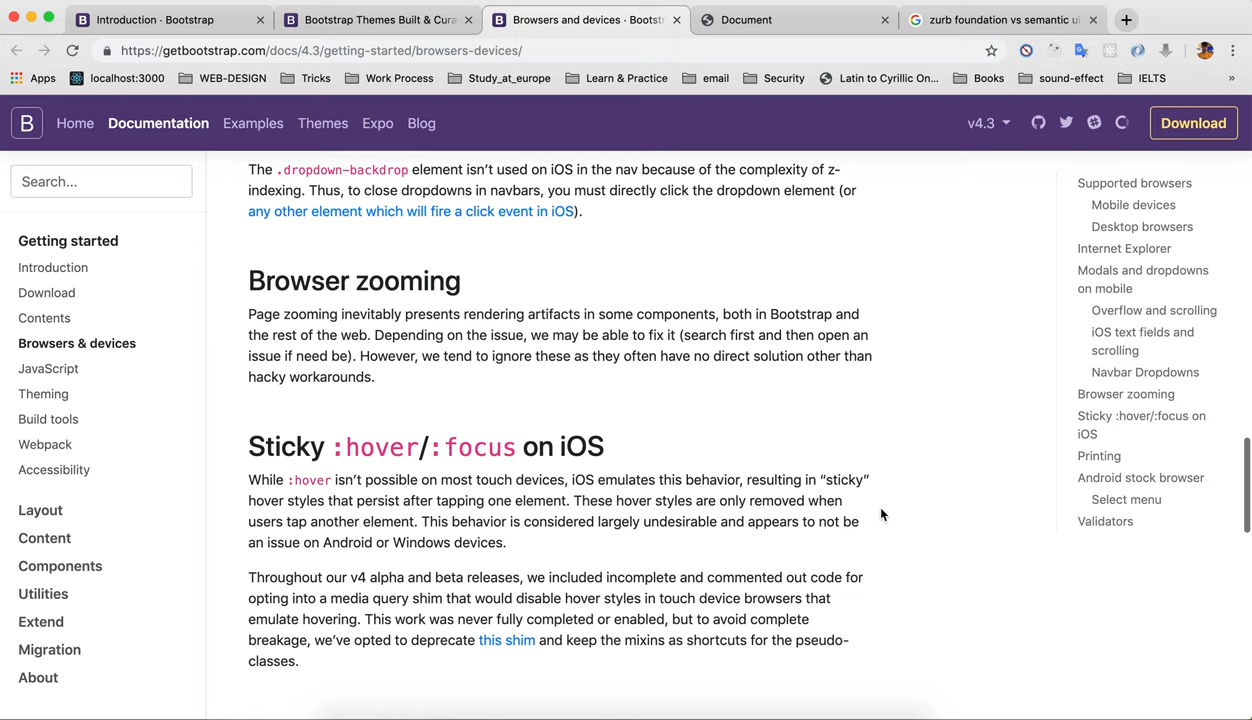 Introduction · Bootstrap
Bootstrap Themes Built & Cura
Browsers and devices · Bootstr
Document
zurb foundation vs semantic ui
https://getbootstrap.com/docs/4.3/getting-started/browsers-devices/
Apps
localhost:3000
WEB-DESIGN
Tricks
Work Process
Study_at_europe
Learn & Practice
email
Security
Latin to Cyrillic On...
Books
sound-effect
IELTS
»
B
Home
Documentation
Examples
Themes
Expo
Blog
v4.3
Download
Search...
Getting started
Introduction
Download
Contents
Browsers & devices
JavaScript
Theming
Build tools
Webpack
Accessibility
Layout
Content
Components
Utilities
Extend
Migration
About
The .dropdown-backdrop element isn’t used on iOS in the nav because of the complexity of z-
indexing. Thus, to close dropdowns in navbars, you must directly click the dropdown element (or
any other element which will fire a click event in iOS).
Browser zooming
Page zooming inevitably presents rendering artifacts in some components, both in Bootstrap and
the rest of the web. Depending on the issue, we may be able to fix it (search first and then open an
issue if need be). However, we tend to ignore these as they often have no direct solution other than
hacky workarounds.
Sticky :hover/:focus on iOS
While :hover isn’t possible on most touch devices, iOS emulates this behavior, resulting in “sticky”
hover styles that persist after tapping one element. These hover styles are only removed when
users tap another element. This behavior is considered largely undesirable and appears to not be
an issue on Android or Windows devices.
Throughout our v4 alpha and beta releases, we included incomplete and commented out code for
opting into a media query shim that would disable hover styles in touch device browsers that
emulate hovering. This work was never fully completed or enabled, but to avoid complete
breakage, we’ve opted to deprecate this shim and keep the mixins as shortcuts for the pseudo-
classes.
Supported browsers
Mobile devices
Desktop browsers
Internet Explorer
Modals and dropdowns
on mobile
Overflow and scrolling
iOS text fields and
scrolling
Navbar Dropdowns
Browser zooming
Sticky :hover/:focus on
iOS
Printing
Android stock browser
Select menu
Validators